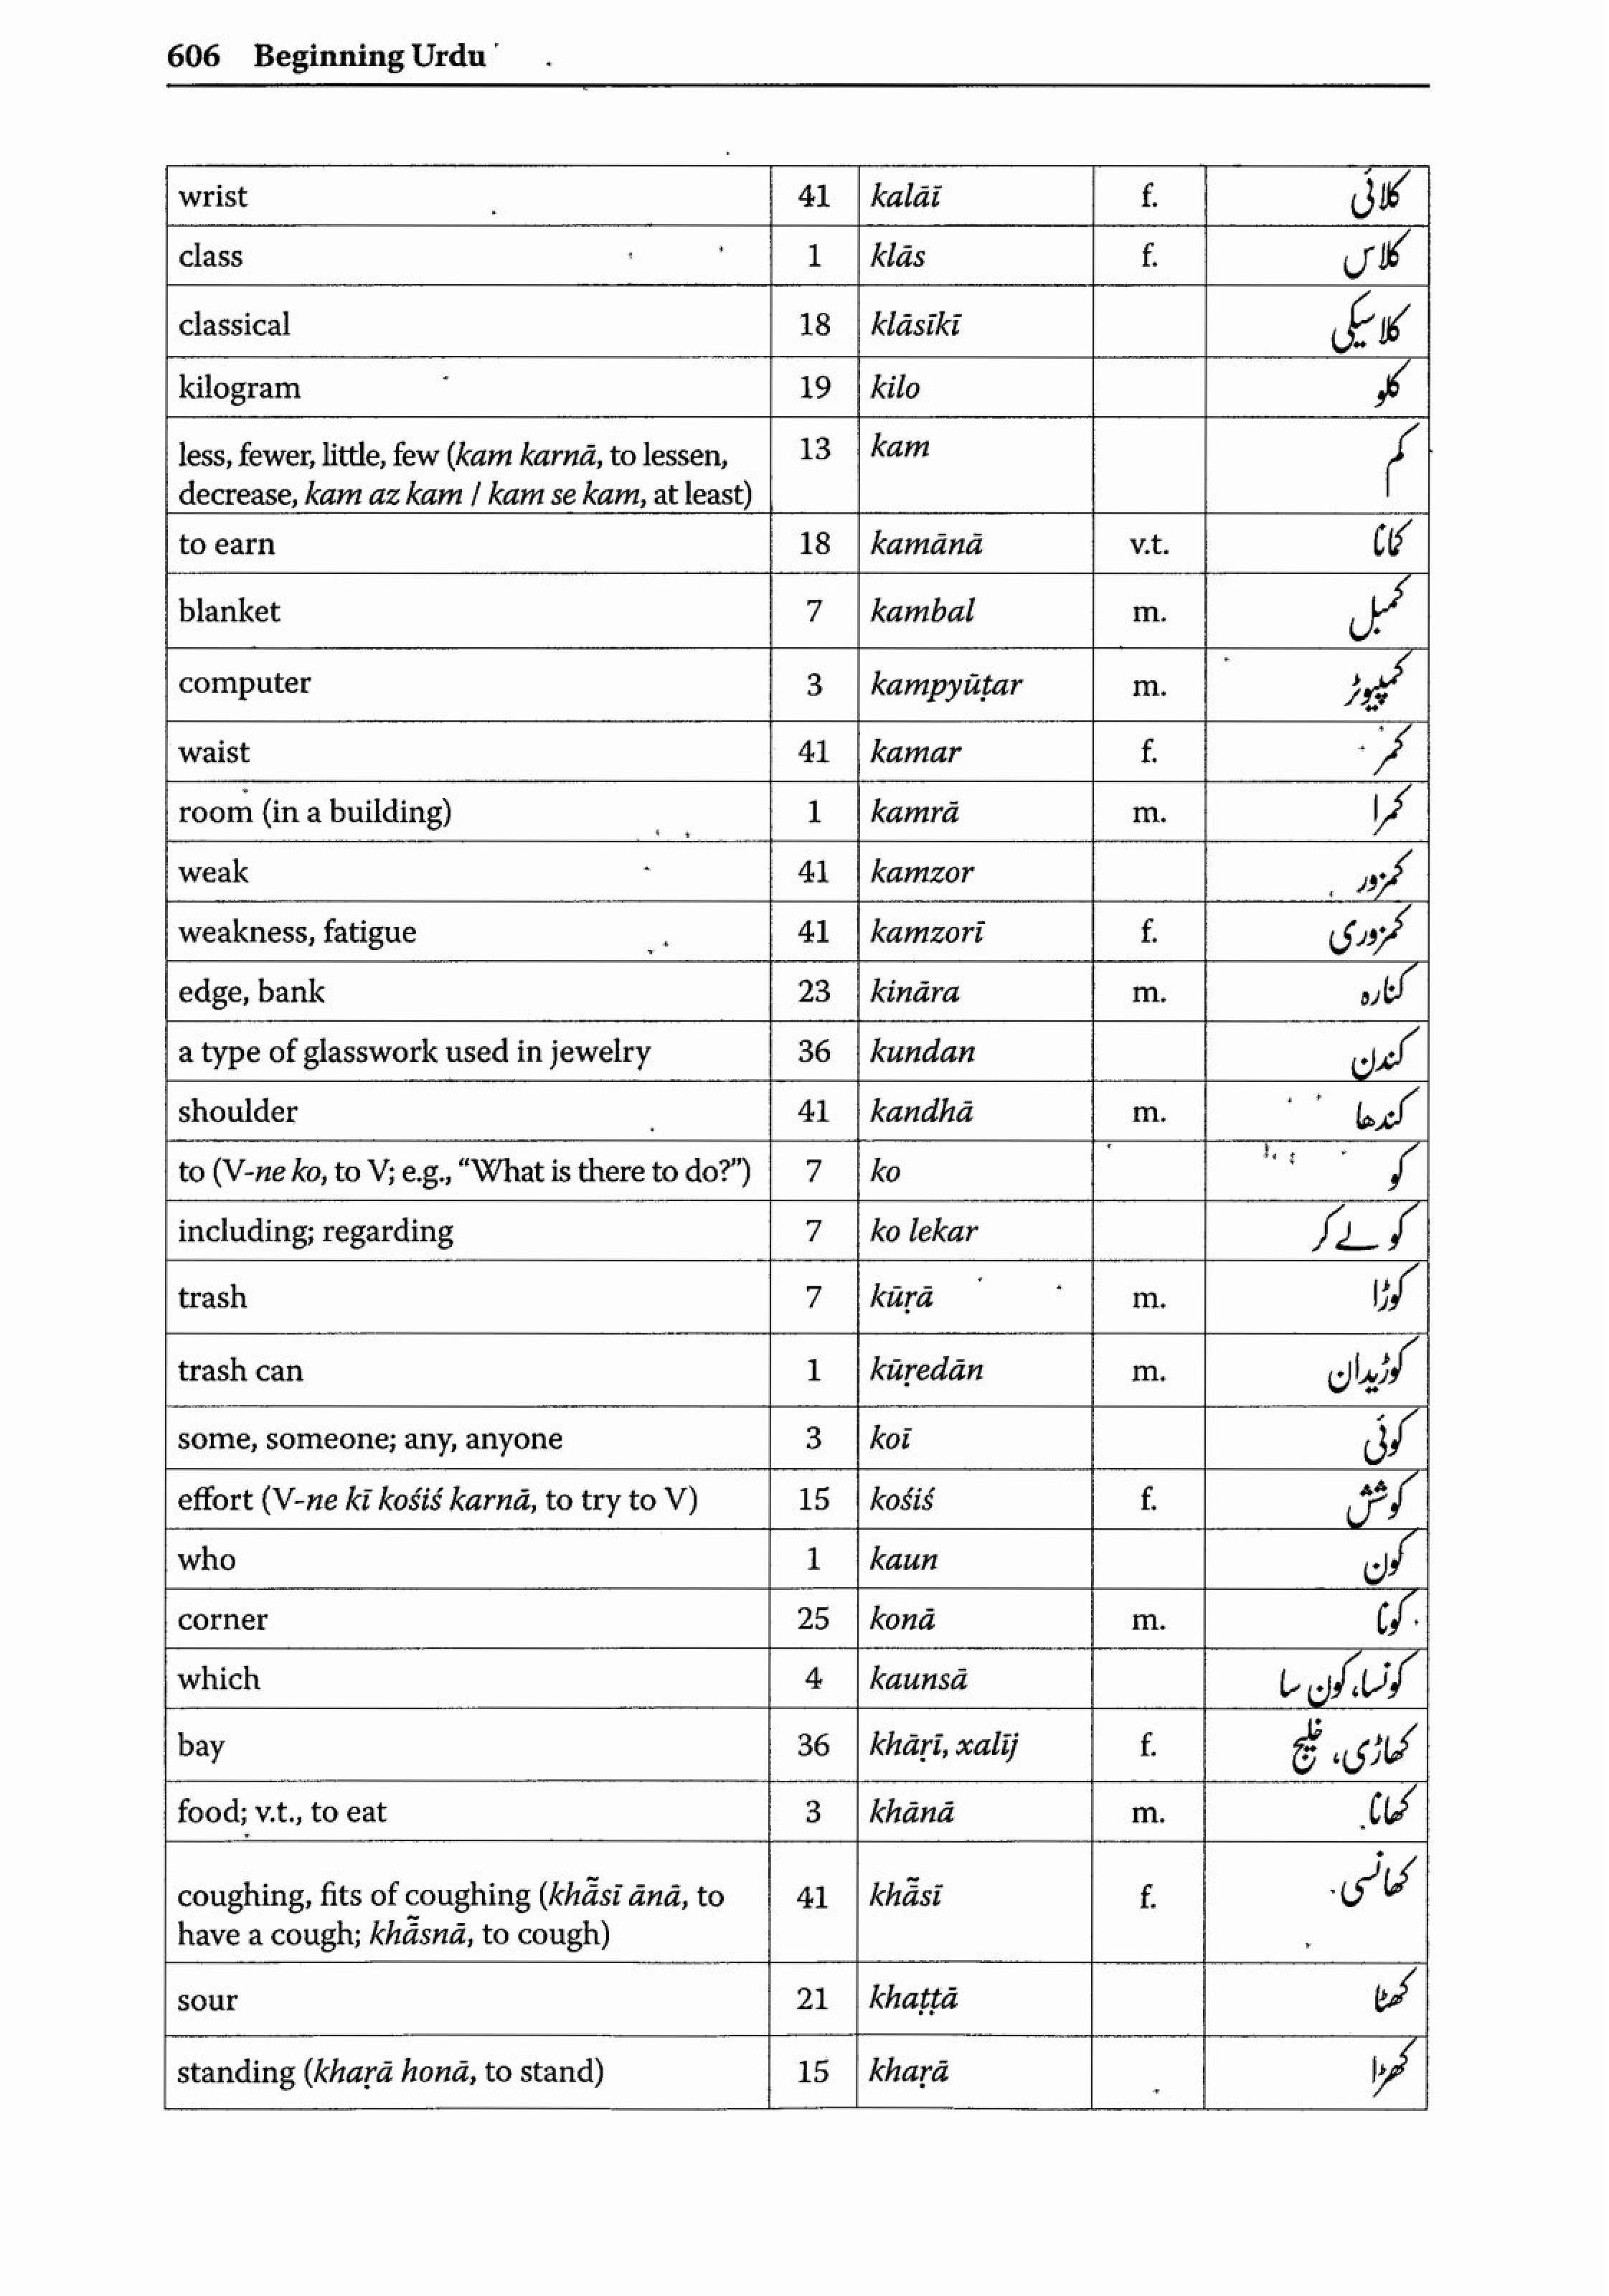 606 Beginning Urdu
wrist 41 kalāī f. کلائی
class 1 klās f. کلاس
classical 18 klāsīkī کلاسیکی
kilogram 19 kilo کلو
less, fewer, little, few (kam karnā, to lessen, 13 kam کم
decrease, kam az kam / kam se kam, at least)
to earn 18 kamānā v.t. کمانا
blanket 7 kambal m. کمبل
computer 3 kampyūṭar m. کمپیوٹر
waist 41 kamar f. کمر
room (in a building) 1 kamrā m. کمرا
weak 41 kamzor کمزور
weakness, fatigue 41 kamzorī f. کمزوری
edge, bank 23 kināra m. کنارہ
a type of glasswork used in jewelry 36 kundan کندن
shoulder 41 kandhā m. کندھا
to (V-ne ko, to V; e.g., “What is there to do?”) 7 ko کو
including; regarding 7 ko lekar کو لے کر
trash 7 kūṛā m. کوڑا
trash can 1 kūṛedān m. کوڑیدان
some, someone; any, anyone 3 koī کوئی
effort (V-ne kī kośiś karnā, to try to V) 15 kośiś f. کوشش
who 1 kaun کون
corner 25 konā m. کونا
which 4 kaunsā کونسا، کون سا
bay 36 khāṛī, xalīj f. کھاڑی، خلیج
food; v.t., to eat 3 khānā m. کھانا
coughing, fits of coughing (khā̃sī ānā, to 41 khā̃sī f. کھانسی
have a cough; khā̃snā, to cough)
sour 21 khaṭṭā کھٹا
standing (khaṛā honā, to stand) 15 khaṛā کھڑا